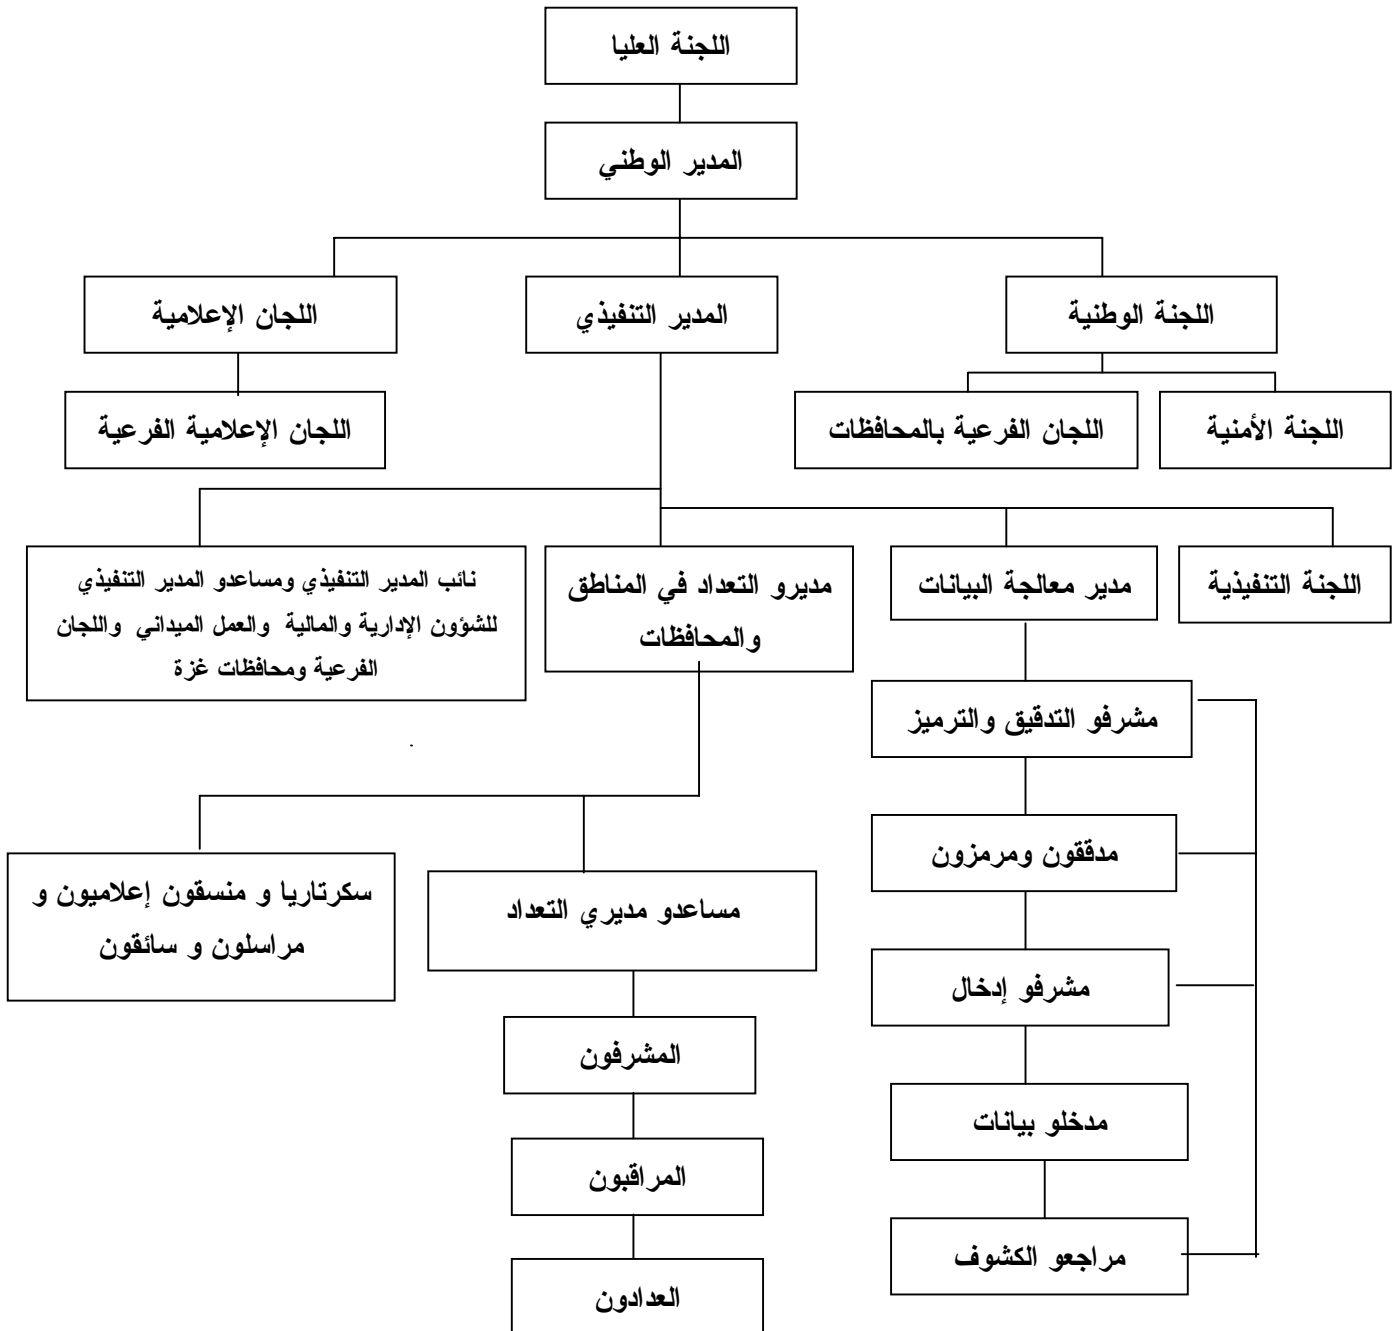 اللجنة العليا
المدير الوطني
اللجنة الوطنية
المدير التنفيذي
اللجان الإعلامية
اللجنة الأمنية
اللجان الفرعية بالمحافظات
اللجان الإعلامية الفرعية
اللجنة التنفيذية
مدير معالجة البيانات
مديرو التعداد في المناطق
والمحافظات
نائب المدير التنفيذي ومساعدو المدير التنفيذي
للشؤون الإدارية والمالية والعمل الميداني واللجان
الفرعية ومحافظات غزة
مشرفو التدقيق والترميز
مدققون ومرمزون
مشرفو إدخال
مدخلو بيانات
مراجعو الكشوف
مساعدو مديري التعداد
سكرتاريا و منسقون إعلاميون و
مراسلون و سائقون
المشرفون
المراقبون
العدادون